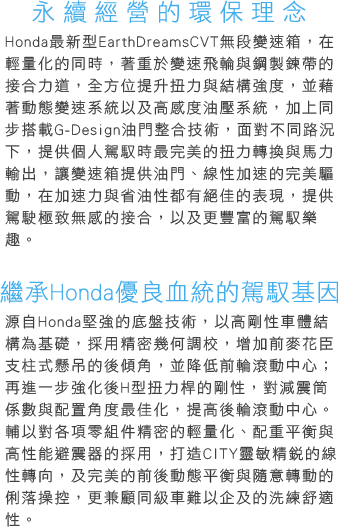 永續經營的環保理念
Honda最新型EarthDreamsCVT無段變速箱，在
輕量化的同時，著重於變速飛輪與鋼製鍊帶的
接合力道，全方位提升扭力與結構強度，並藉
著動態變速系統以及高感度油壓系統，加上同
步搭載G-Design油門整合技術，面對不同路況
下，提供個人駕馭時最完美的扭力轉換與馬力
輸出，讓變速箱提供油門、線性加速的完美驅
動，在加速力與省油性都有絕佳的表現，提供
駕駛極致無感的接合，以及更豐富的駕馭樂
趣。
繼承Honda優良血統的駕馭基因
源自Honda堅強的底盤技術，以高剛性車體結
構為基礎，採用精密幾何調校，增加前麥花臣
支柱式懸吊的後傾角，並降低前輪滾動中心；
再進一步強化後H型扭力桿的剛性，對減震筒
係數與配置角度最佳化，提高後輪滾動中心。
輔以對各項零組件精密的輕量化、配重平衡與
高性能避震器的採用，打造CITY靈敏精銳的線
性轉向，及完美的前後動態平衡與隨意轉動的
俐落操控，更兼顧同級車難以企及的洗練舒適
性。